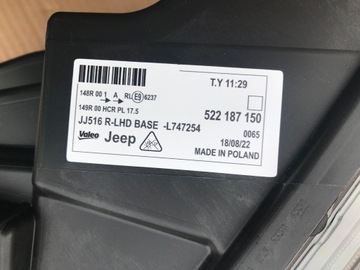 T.Y 11:29
148R 00 1 A RL E9 6237
149R 00 HCR PL 17.5
522 187 150
JJ516 R-LHD BASE -L747254
0065
Valeo Jeep
18/08/22
MADE IN POLAND